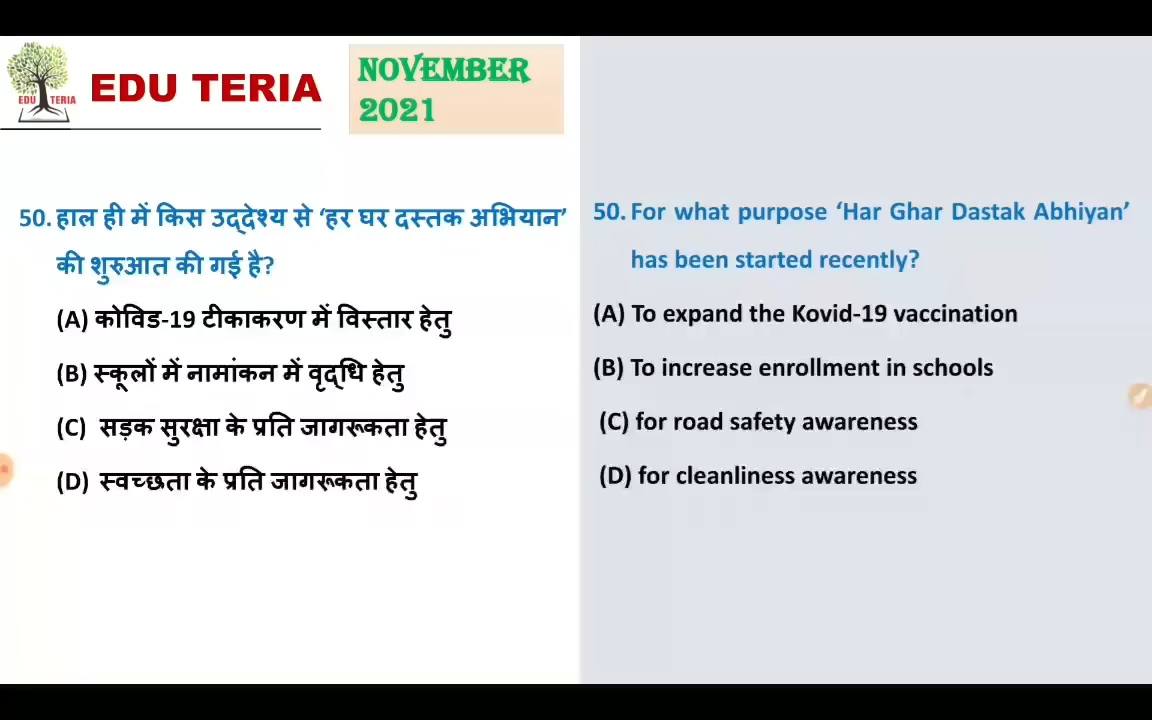 EDU TERIA
EDU TERIA
NOVEMBER
2021
50. हाल ही में किस उद्देश्य से ‘हर घर दस्तक अभियान’
की शुरुआत की गई है?
(A) कोविड-19 टीकाकरण में विस्तार हेतु
(B) स्कूलों में नामांकन में वृद्धि हेतु
(C) सड़क सुरक्षा के प्रति जागरूकता हेतु
(D) स्वच्छता के प्रति जागरूकता हेतु
50. For what purpose ‘Har Ghar Dastak Abhiyan’
has been started recently?
(A) To expand the Kovid-19 vaccination
(B) To increase enrollment in schools
(C) for road safety awareness
(D) for cleanliness awareness